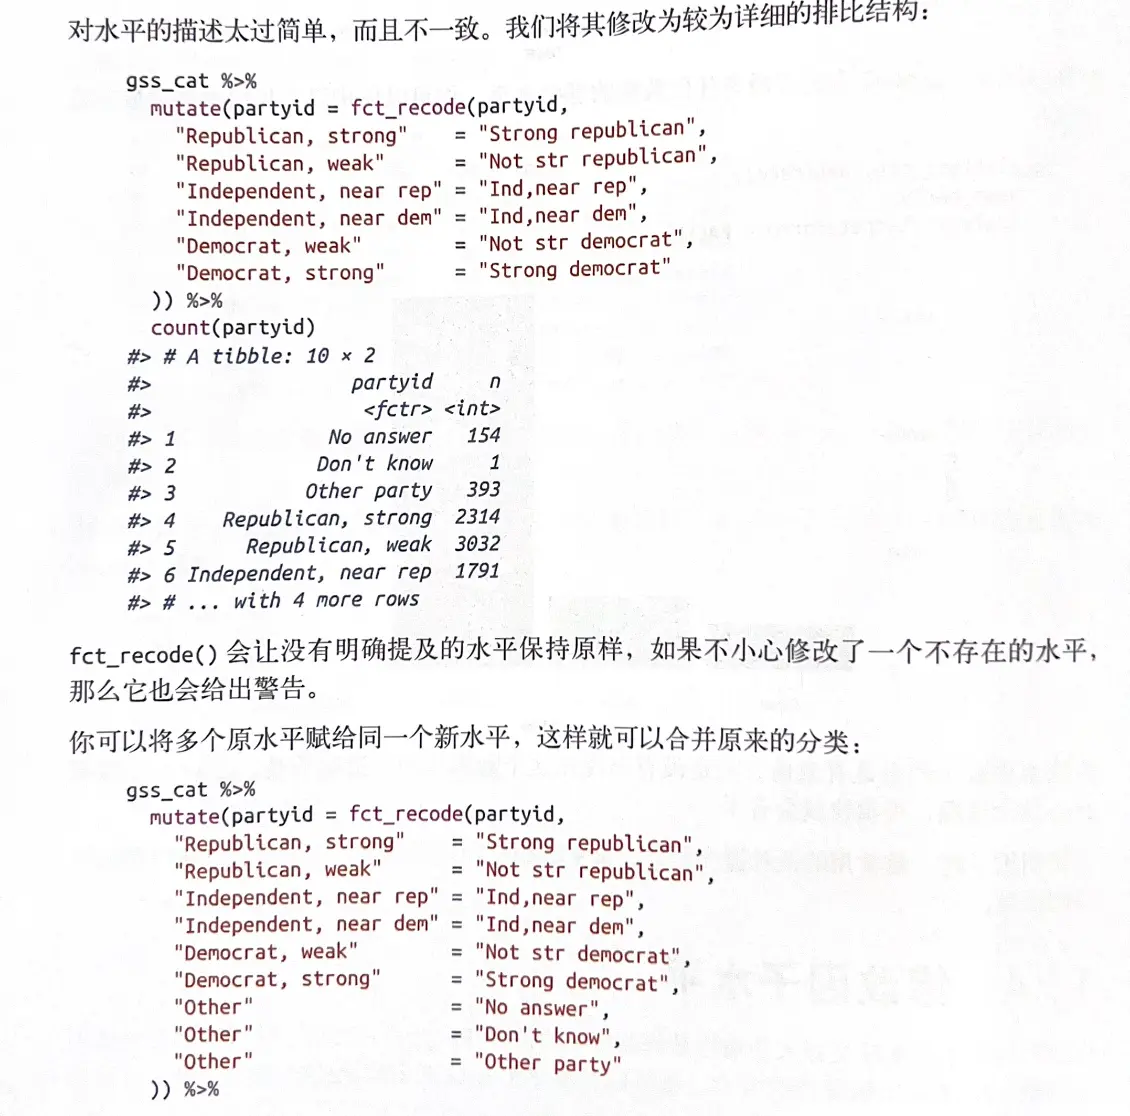 对水平的描述太过简单，而且不一致。我们将其修改为较为详细的排比结构：
gss_cat %>%
  mutate(partyid = fct_recode(partyid,
    "Republican, strong"    = "Strong republican",
    "Republican, weak"      = "Not str republican",
    "Independent, near rep" = "Ind,near rep",
    "Independent, near dem" = "Ind,near dem",
    "Democrat, weak"        = "Not str democrat",
    "Democrat, strong"      = "Strong democrat"
  )) %>%
  count(partyid)
#> # A tibble: 10 × 2
#>                 partyid     n
#>                  <fctr> <int>
#> 1             No answer   154
#> 2            Don't know     1
#> 3           Other party   393
#> 4    Republican, strong  2314
#> 5      Republican, weak  3032
#> 6 Independent, near rep  1791
#> # ... with 4 more rows
fct_recode() 会让没有明确提及的水平保持原样，如果不小心修改了一个不存在的水平，
那么它也会给出警告。
你可以将多个原水平赋给同一个新水平，这样就可以合并原来的分类：
gss_cat %>%
  mutate(partyid = fct_recode(partyid,
    "Republican, strong"    = "Strong republican",
    "Republican, weak"      = "Not str republican",
    "Independent, near rep" = "Ind,near rep",
    "Independent, near dem" = "Ind,near dem",
    "Democrat, weak"        = "Not str democrat",
    "Democrat, strong"      = "Strong democrat",
    "Other"                 = "No answer",
    "Other"                 = "Don't know",
    "Other"                 = "Other party"
  )) %>%